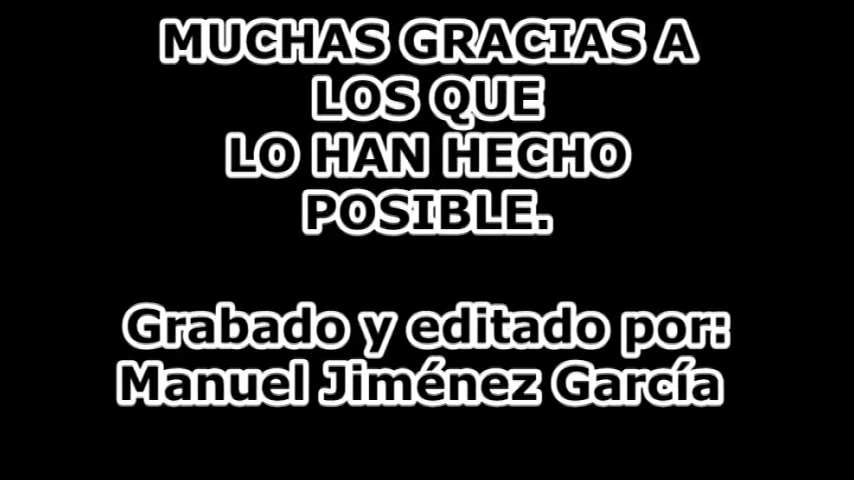 MUCHAS GRACIAS A
LOS QUE
LO HAN HECHO
POSIBLE.
Grabado y editado por:
Manuel Jiménez García